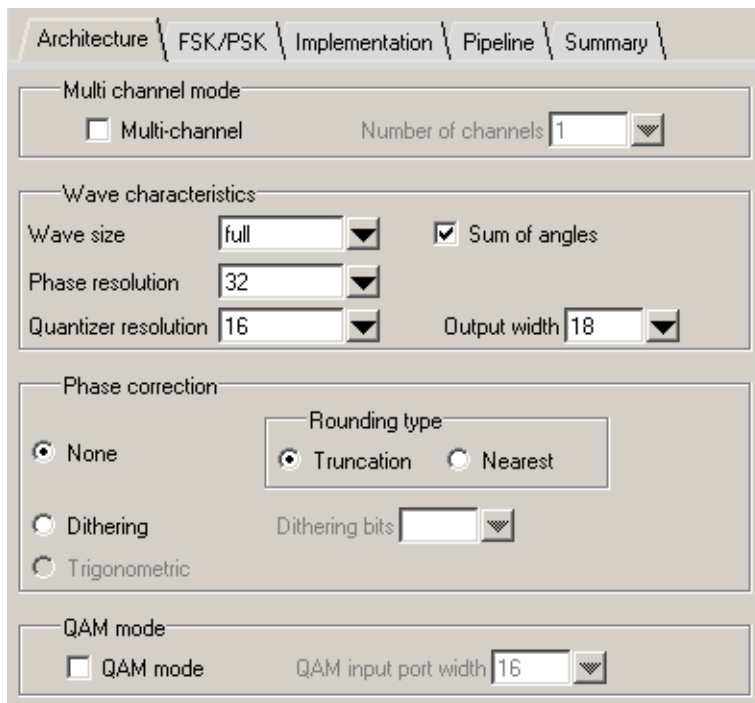 Architecture FSK/PSK Implementation Pipeline Summary
Multi channel mode
Multi-channel Number of channels 1
Wave characteristics
Wave size full Sum of angles
Phase resolution 32
Quantizer resolution 16 Output width 18
Phase correction
Rounding type
None Truncation Nearest
Dithering Dithering bits
Trigonometric
QAM mode
QAM mode QAM input port width 16